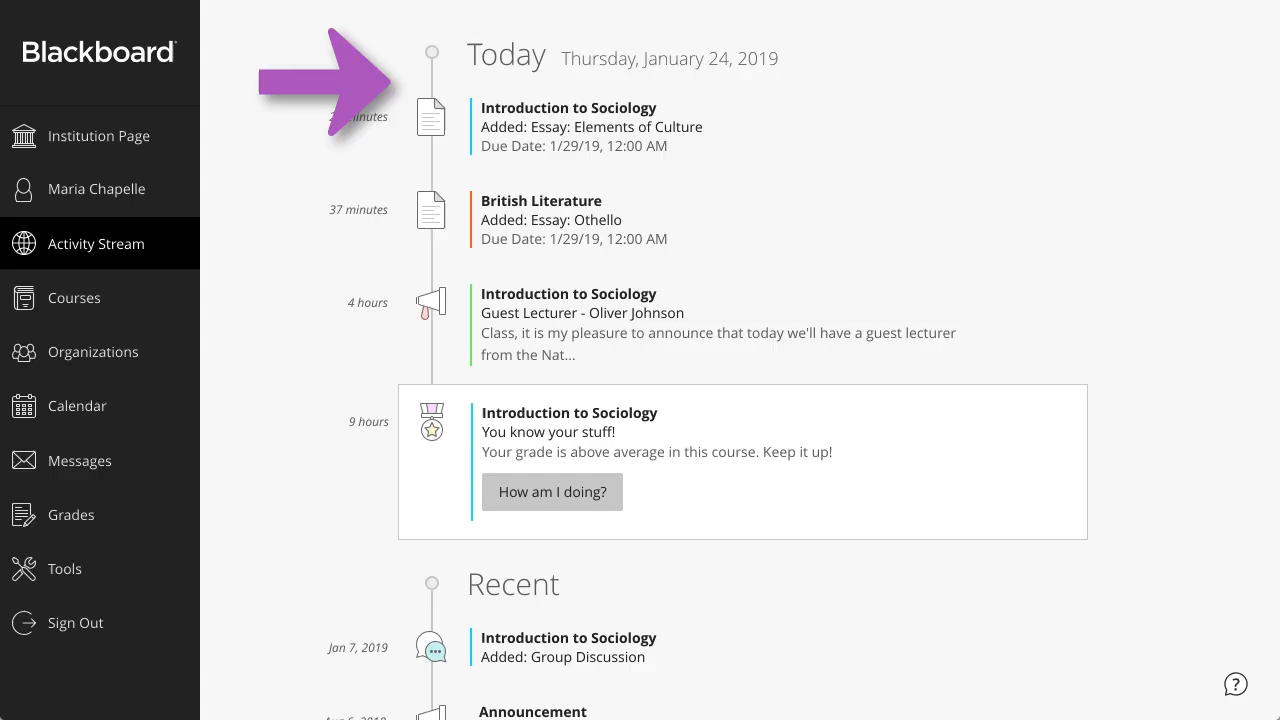 Blackboard
Institution Page
Maria Chapelle
Activity Stream
Courses
Organizations
Calendar
Messages
Grades
Tools
Sign Out
Today Thursday, January 24, 2019
minutes
Introduction to Sociology
Added: Essay: Elements of Culture
Due Date: 1/29/19, 12:00 AM
37 minutes
British Literature
Added: Essay: Othello
Due Date: 1/29/19, 12:00 AM
4 hours
Introduction to Sociology
Guest Lecturer - Oliver Johnson
Class, it is my pleasure to announce that today we'll have a guest lecturer
from the Nat...
9 hours
Introduction to Sociology
You know your stuff!
Your grade is above average in this course. Keep it up!
How am I doing?
Recent
Jan 7, 2019
Introduction to Sociology
Added: Group Discussion
Announcement
?